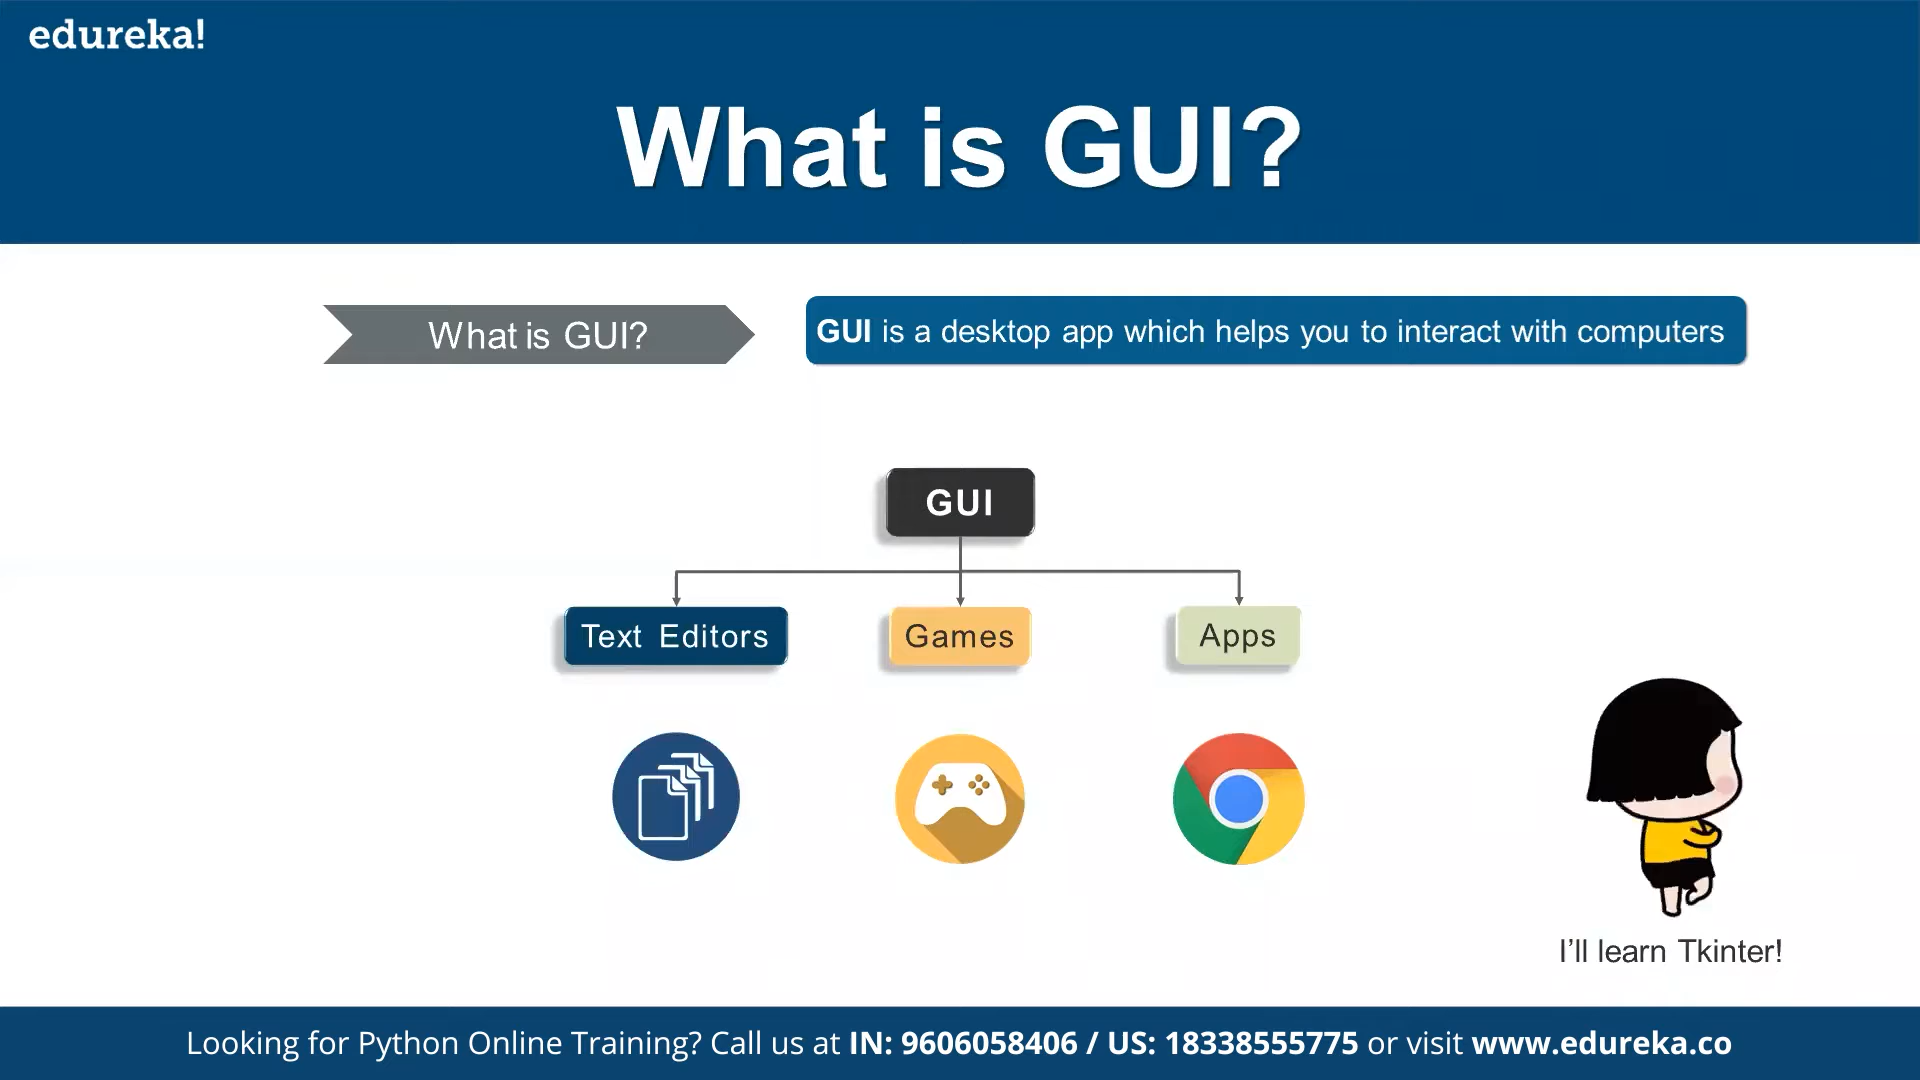 edureka!
What is GUI?
What is GUI?
GUI is a desktop app which helps you to interact with computers
GUI
Text Editors
Games
Apps
I’ll learn Tkinter!
Looking for Python Online Training? Call us at IN: 9606058406 / US: 18338555775 or visit www.edureka.co